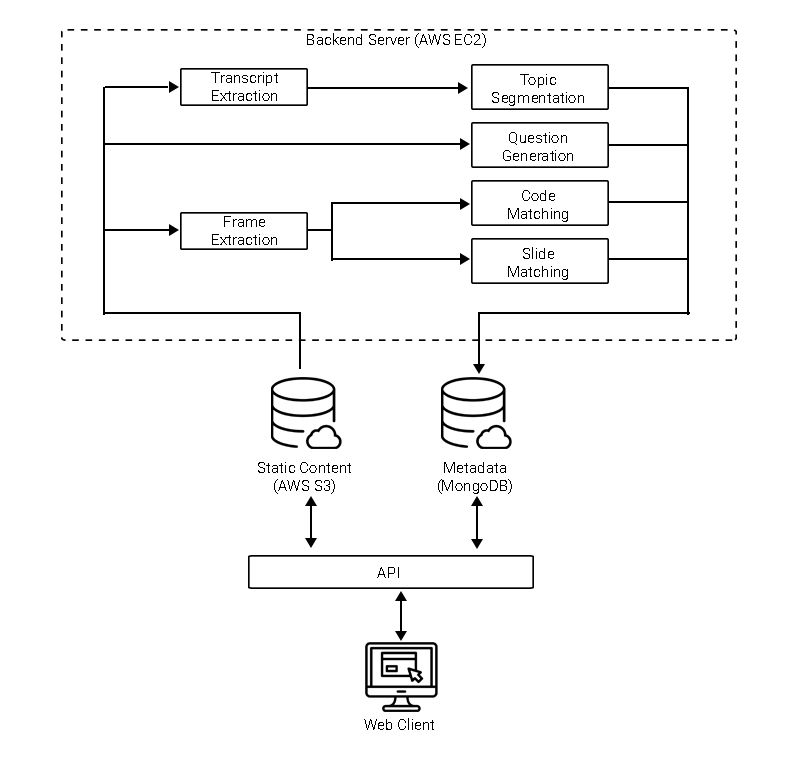 Backend Server (AWS EC2)
Transcript
Extraction
Topic
Segmentation
Question
Generation
Frame
Extraction
Code
Matching
Slide
Matching
Static Content
(AWS S3)
Metadata
(MongoDB)
API
Web Client